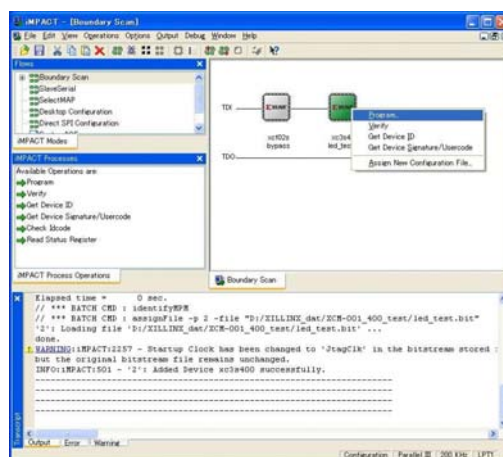 iMPACT - [Boundary Scan]
File Edit View Operations Options Output Debug Window Help
Flows
Boundary Scan
SlaveSerial
SelectMAP
Desktop Configuration
Direct SPI Configuration
iMPACT Modes
iMPACT Processes
Available Operations are:
Program
Verify
Get Device ID
Get Device Signature/Usercode
Check Idcode
Read Status Register
iMPACT Process Operations
TDI
TDO
xcf02s
bypass
xc3s4
led_tes
Program...
Verify
Get Device ID
Get Device Signature/Usercode
Assign New Configuration File...
Boundary Scan
Elapsed time = 0 sec.
// *** BATCH CMD : identifyMPM
// *** BATCH CMD : assignFile -p 2 -file "D:/XILLINX_dat/XCM-001_400_test/led_test.bit"
'2': Loading file 'D:/XILLINX_dat/XCM-001_400_test/led_test.bit' ...
done.
WARNING:iMPACT:2257 - Startup Clock has been changed to 'JtagClk' in the bitstream stored
but the original bitstream file remains unchanged.
INFO:iMPACT:501 - '2': Added Device xc3s400 successfully.
Transcript
Output Error Warning
Configuration Parallel III 200 KHz LPT1